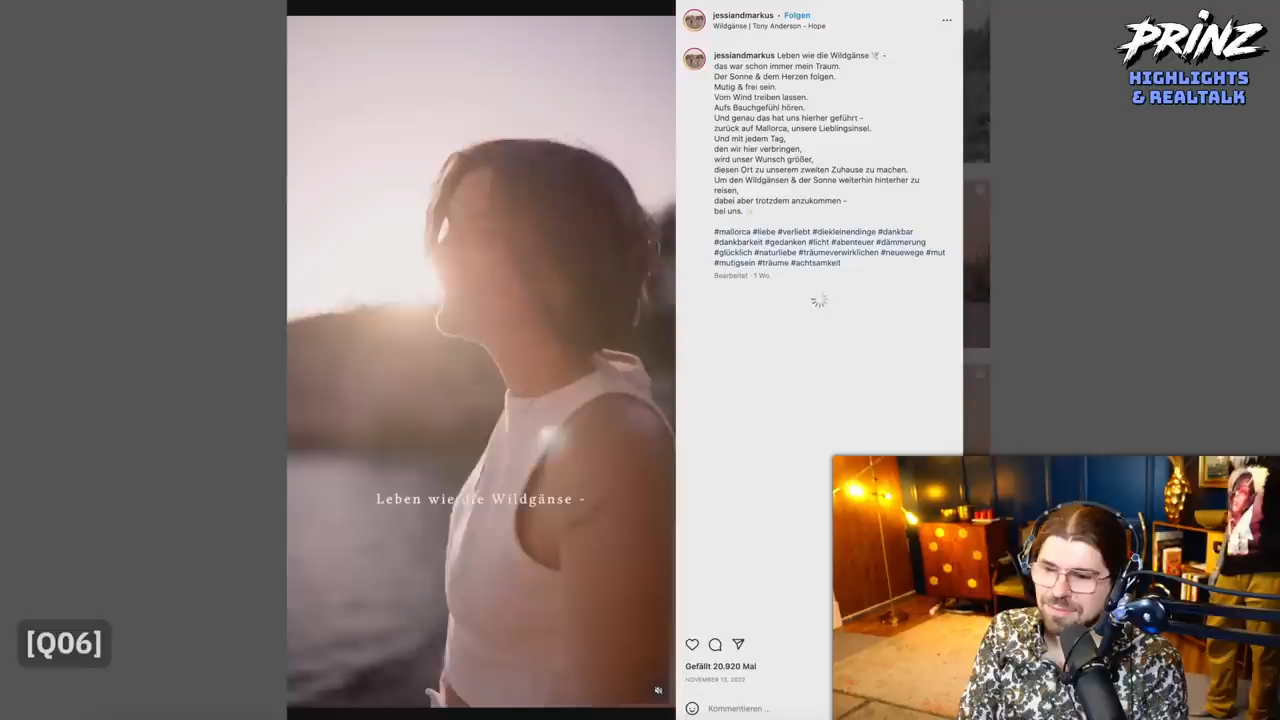 jessiandmarkus • Folgen
Wildgänse | Tony Anderson - Hope
jessiandmarkus Leben wie die Wildgänse 🕊 -
das war schon immer mein Traum.
Der Sonne & dem Herzen folgen.
Mutig & frei sein.
Vom Wind treiben lassen.
Aufs Bauchgefühl hören.
Und genau das hat uns hierher geführt -
zurück auf Mallorca, unsere Lieblingsinsel.
Und mit jedem Tag,
den wir hier verbringen,
wird unser Wunsch größer,
diesen Ort zu unserem zweiten Zuhause zu machen.
Um den Wildgänsen & der Sonne weiterhin hinterher zu
reisen,
dabei aber trotzdem anzukommen -
bei uns.
#mallorca #liebe #verliebt #diekleinendinge #dankbar
#dankbarkeit #gedanken #licht #abenteuer #dämmerung
#glücklich #naturliebe #träumeverwirklichen #neuewege #mut
#mutigsein #träume #achtsamkeit
Bearbeitet · 1 Wo.
Leben wie die Wildgänse -
Gefällt 20.920 Mal
NOVEMBER 13, 2022
Kommentieren ...
PRINZ
HIGHLIGHTS
& REALTALK
[Q06]